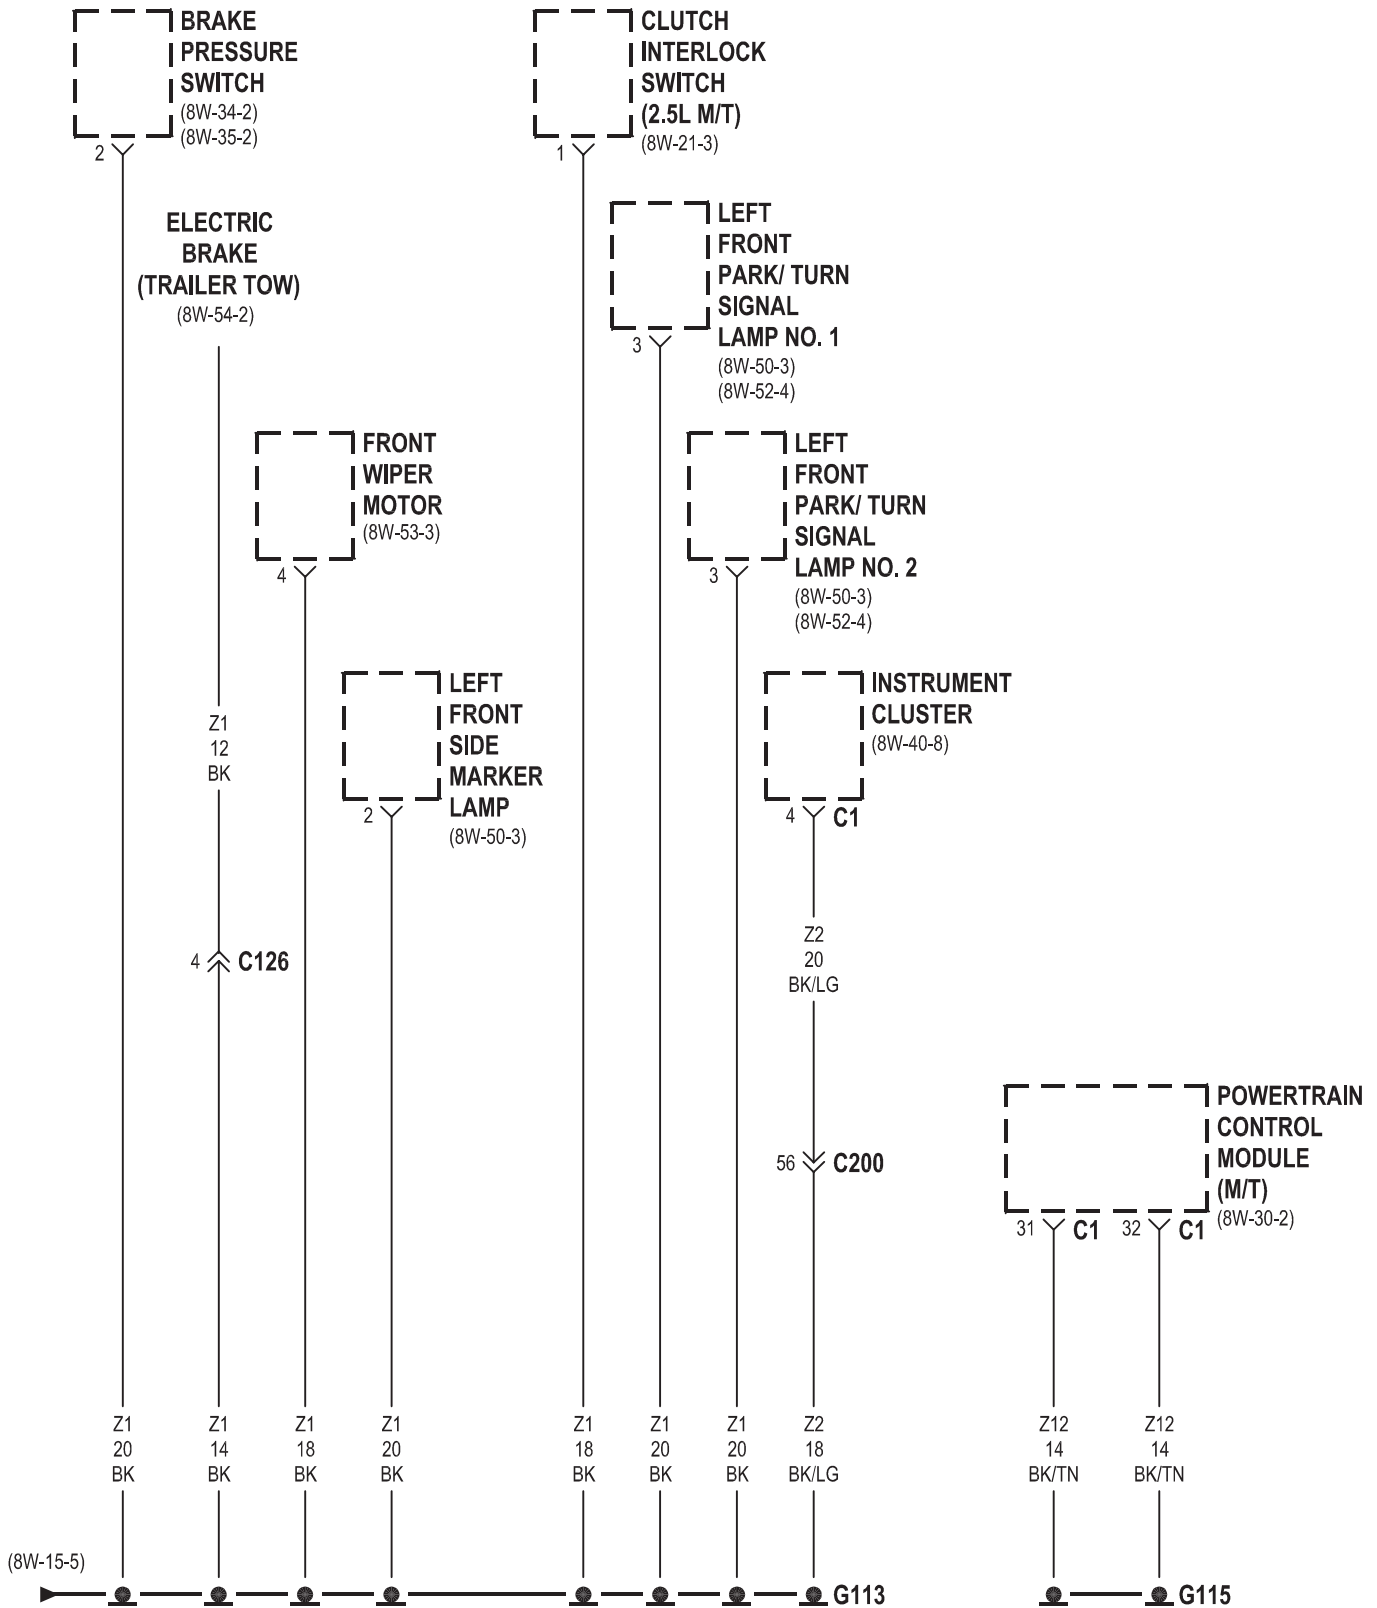 BRAKE
PRESSURE
SWITCH
(8W-34-2)
(8W-35-2)
2
CLUTCH
INTERLOCK
SWITCH
(2.5L M/T)
(8W-21-3)
1
ELECTRIC
BRAKE
(TRAILER TOW)
(8W-54-2)
LEFT
FRONT
PARK/ TURN
SIGNAL
LAMP NO. 1
(8W-50-3)
(8W-52-4)
3
FRONT
WIPER
MOTOR
(8W-53-3)
4
LEFT
FRONT
PARK/ TURN
SIGNAL
LAMP NO. 2
(8W-50-3)
(8W-52-4)
3
Z1
12
BK
LEFT
FRONT
SIDE
MARKER
LAMP
(8W-50-3)
2
INSTRUMENT
CLUSTER
(8W-40-8)
4 C1
Z2
20
BK/LG
4 C126
56 C200
POWERTRAIN
CONTROL
MODULE
(M/T)
(8W-30-2)
31 C1 32 C1
Z1 Z1 Z1 Z1 Z1 Z1 Z1 Z2 Z12 Z12
20 14 18 20 18 20 20 18 14 14
BK BK BK BK BK BK BK BK/LG BK/TN BK/TN
(8W-15-5)
G113 G115